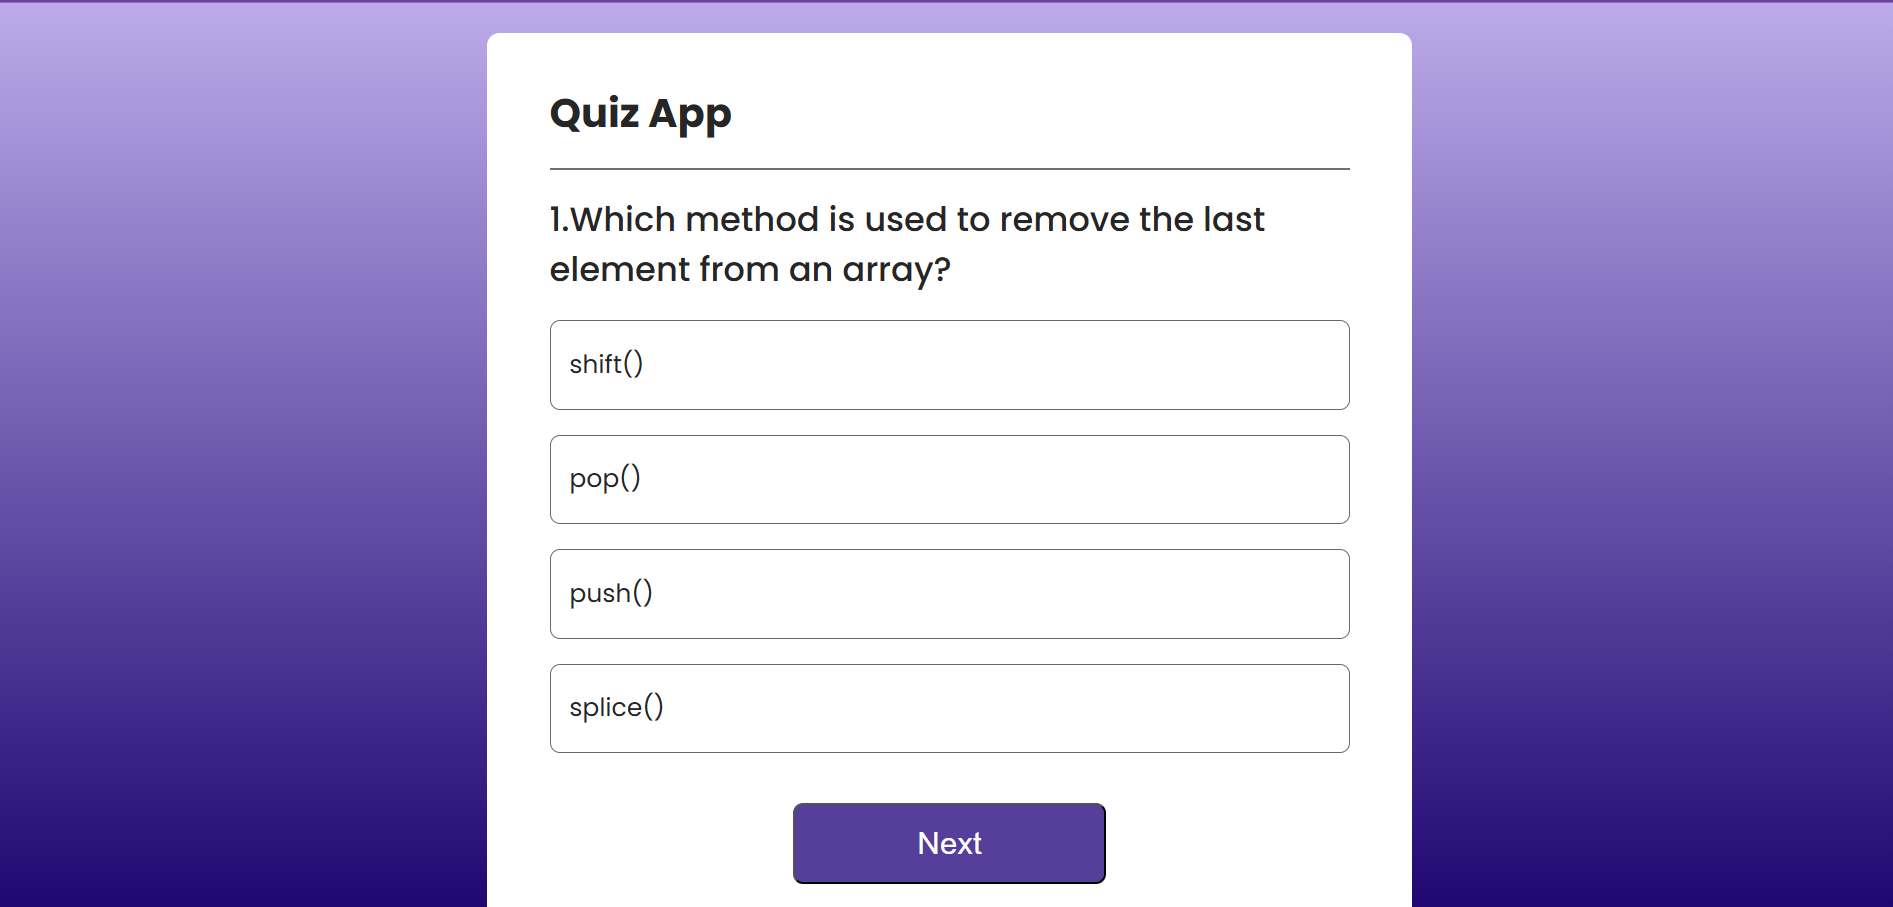 Quiz App
1.Which method is used to remove the last
element from an array?
shift()
pop()
push()
splice()
Next